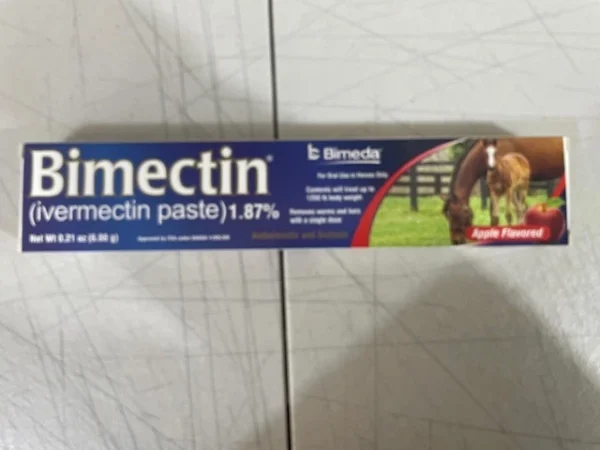 Bimectin®
(ivermectin paste) 1.87%
Net Wt 0.21 oz (6.08 g)
Bimeda
For Oral Use in Horses Only.
Contents will treat up to
1250 lb body weight.
Removes worms and bots
with a single dose
Apple Flavored